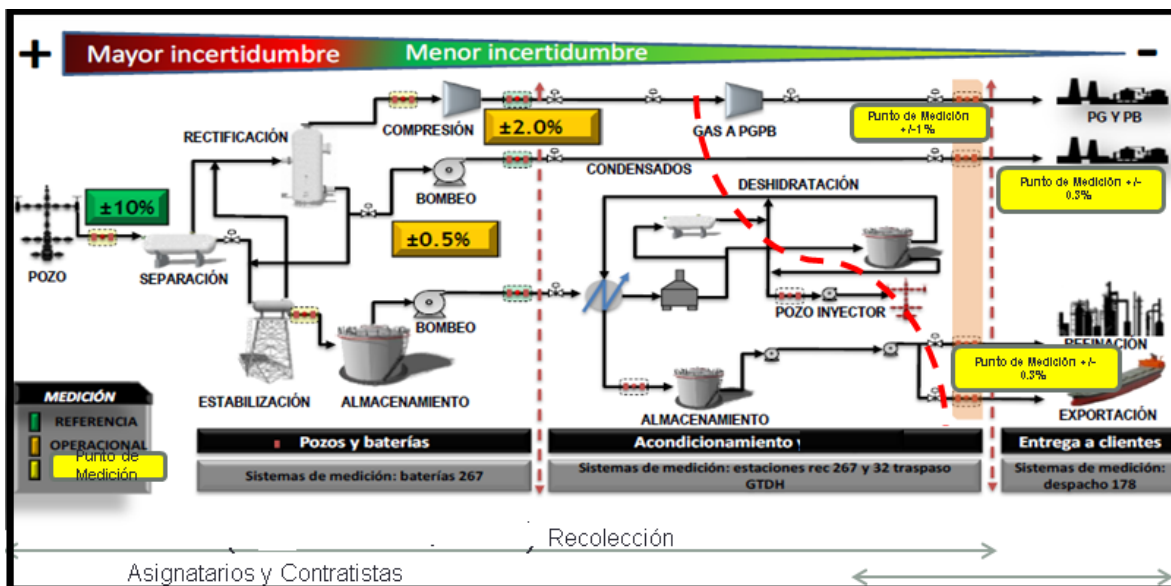 + Mayor incertidumbre Menor incertidumbre -
RECTIFICACIÓN
COMPRESIÓN
±2.0%
GAS A PGPB
Punto de Medición
+/-1%
PG Y PB
±10%
BOMBEO
CONDENSADOS
DESHIDRATACIÓN
Punto de Medición +/-
0.3%
±0.5%
POZO
SEPARACIÓN
BOMBEO
POZO INYECTOR
REFINACIÓN
Punto de Medición +/-
0.3%
MEDICIÓN
REFERENCIA
OPERACIONAL
Punto de
Medición
ESTABILIZACIÓN
ALMACENAMIENTO
ALMACENAMIENTO
EXPORTACIÓN
Pozos y baterías
Acondicionamiento
Entrega a clientes
Sistemas de medición: baterías 267
Sistemas de medición: estaciones rec 267 y 32 traspaso
GTDH
Sistemas de medición:
despacho 178
Recolección
Asignatarios y Contratistas